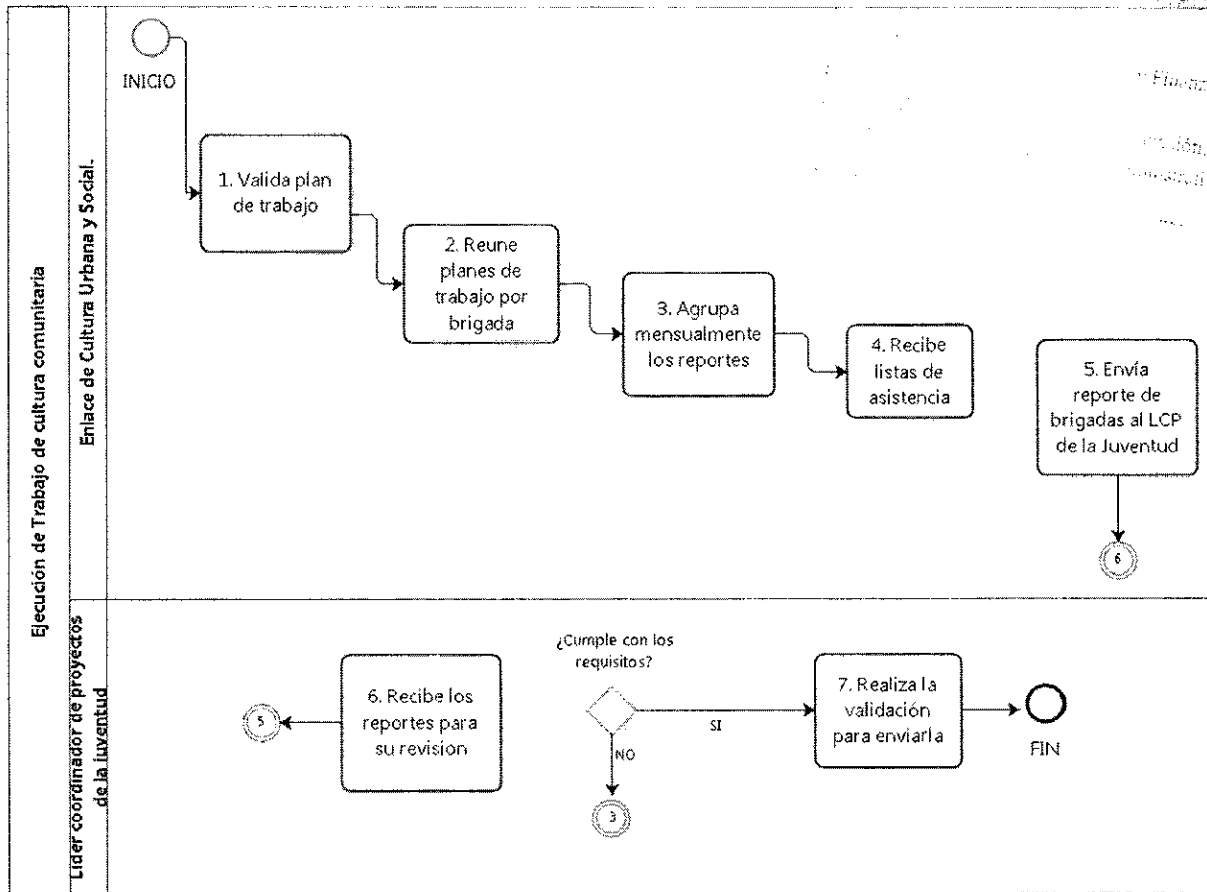 Ejecución de Trabajo de cultura comunitaria
Enlace de Cultura Urbana y Social.
INICIO
1. Valida plan
de trabajo
2. Reune
planes de
trabajo por
brigada
3. Agrupa
mensualmente
los reportes
4. Recibe
listas de
asistencia
5. Envía
reporte de
brigadas al LCP
de la Juventud
6
Lider coordinador de proyectos
de la juventud
5
6. Recibe los
reportes para
su revision
¿Cumple con los
requisitos?
SI
NO
3
7. Realiza la
validación
para enviarla
FIN